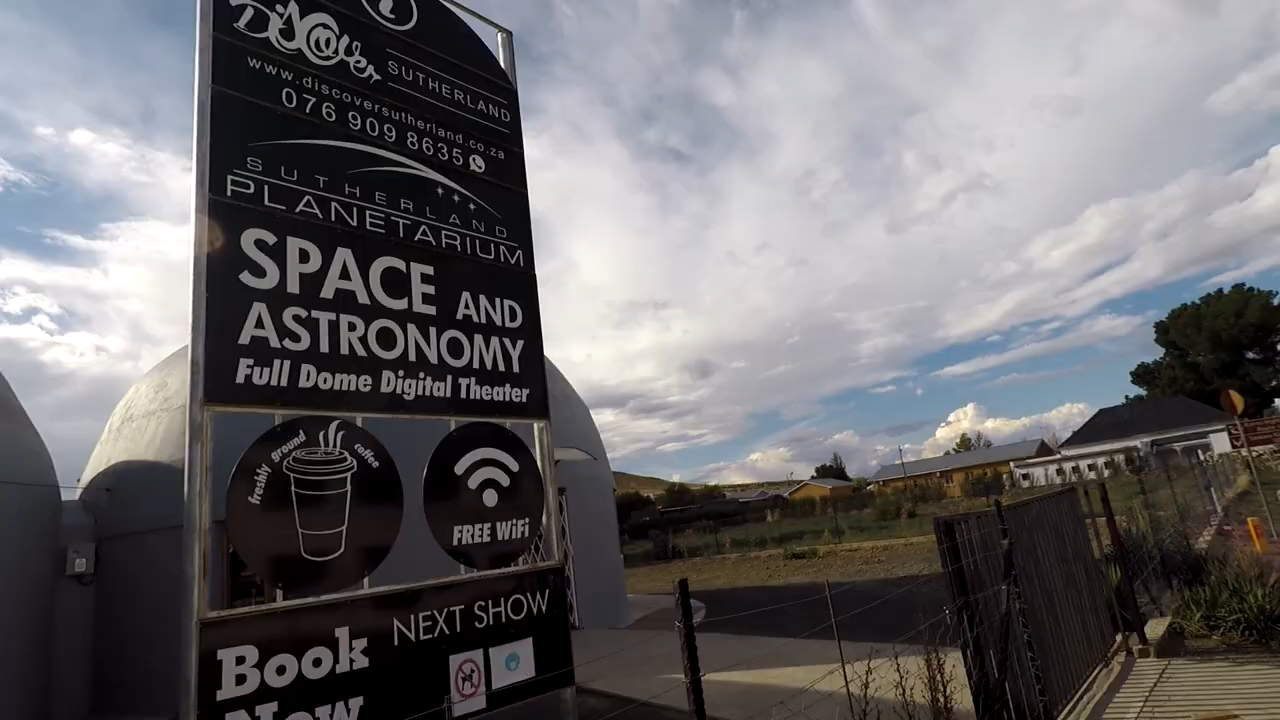 i
Discover
SUTHERLAND
www.discoversutherland.co.za
076 909 8635
SUTHERLAND
PLANETARIUM
SPACE AND
ASTRONOMY
Full Dome Digital Theater
freshly ground coffee
FREE WiFi
NEXT SHOW
Book
Now